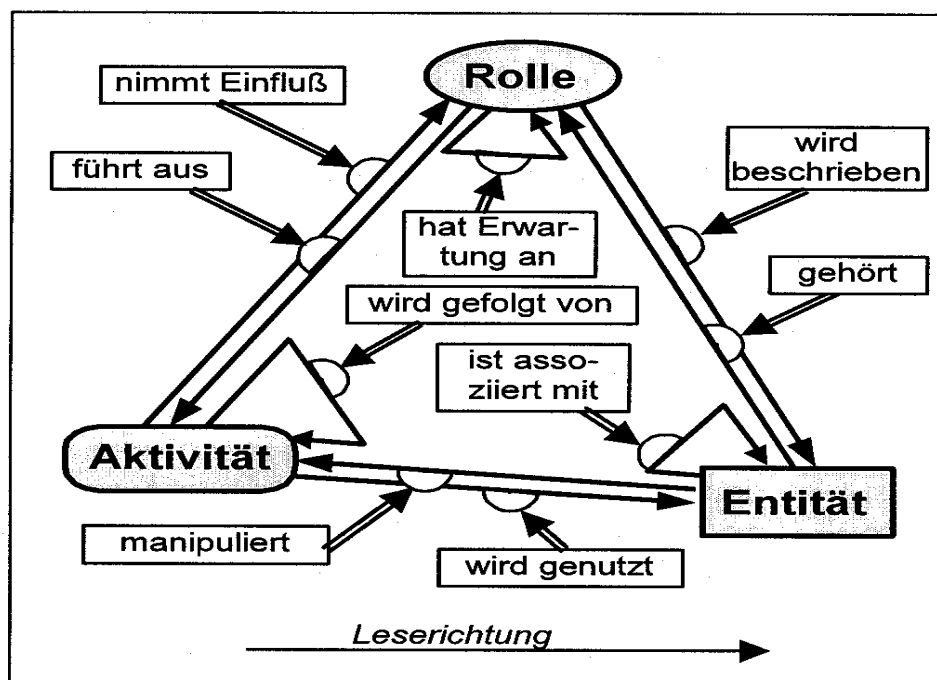 Rolle
nimmt Einfluß
führt aus
wird
beschrieben
hat Erwar-
tung an
gehört
wird gefolgt von
ist asso-
ziiert mit
Aktivität
Entität
manipuliert
wird genutzt
Leserichtung